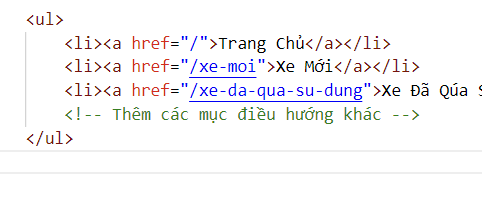 <ul>
<li><a href="/">Trang Chủ</a></li>
<li><a href="/xe-moi">Xe Mới</a></li>
<li><a href="/xe-da-qua-su-dung">Xe Đã Qúa
<!-- Thêm các mục điều hướng khác -->
</ul>